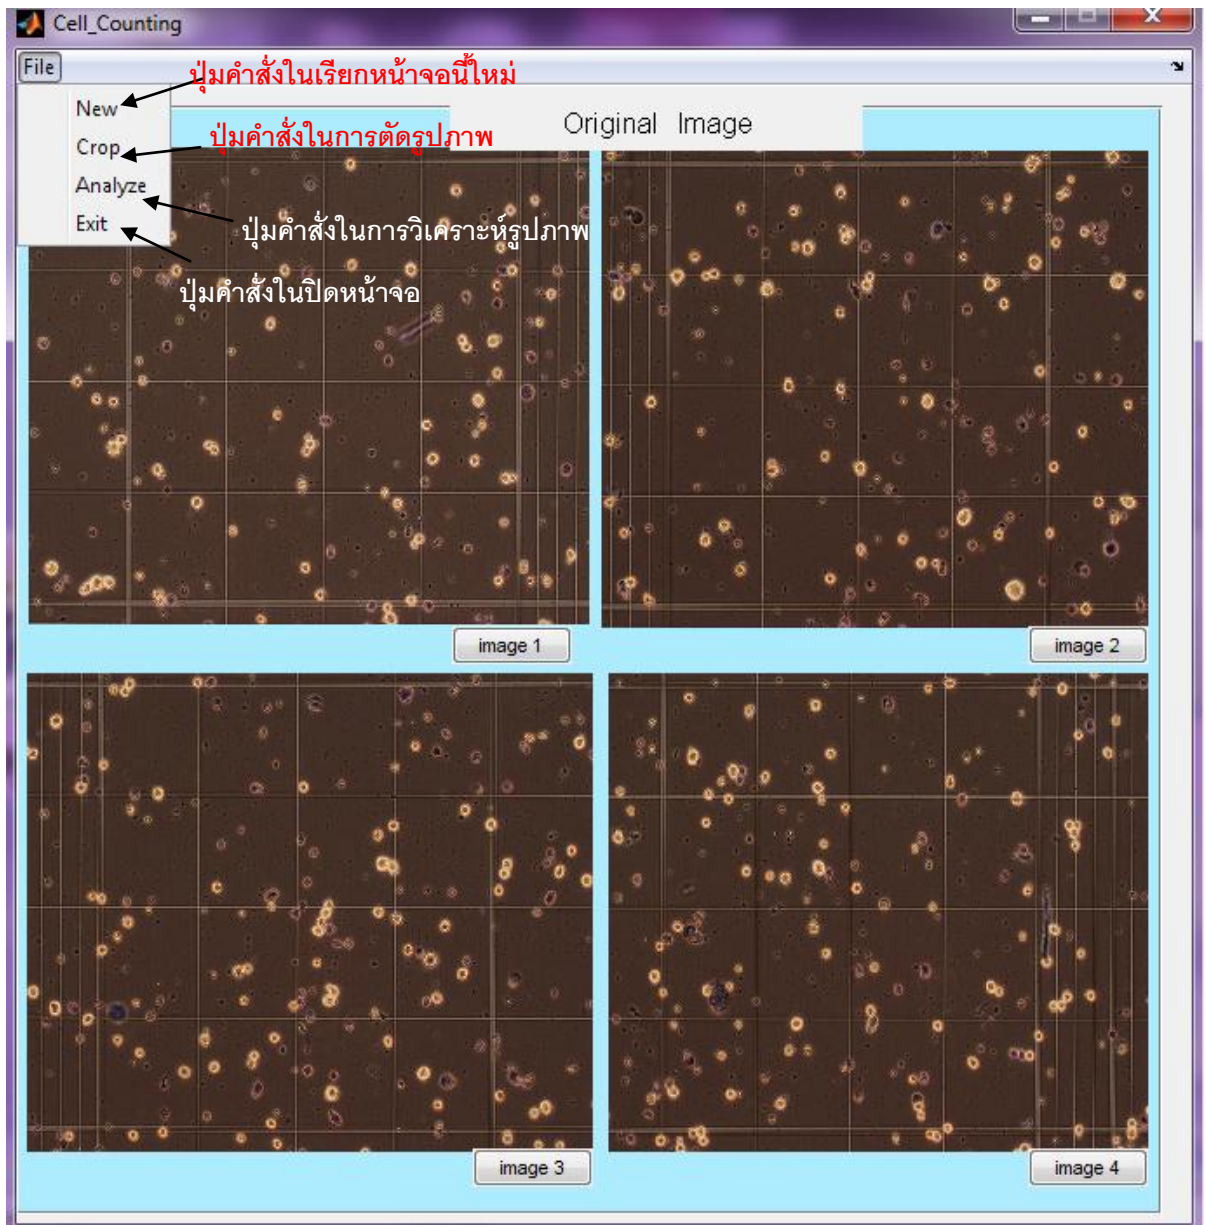 Cell_Counting
File
ปุ่มคำสั่งในเรียกหน้าจอนี้ใหม่
New
Original Image
Crop
ปุ่มคำสั่งในการตัดรูปภาพ
Analyze
Exit
ปุ่มคำสั่งในการวิเคราะห์รูปภาพ
ปุ่มคำสั่งในปิดหน้าจอ
image 1
image 2
image 3
image 4